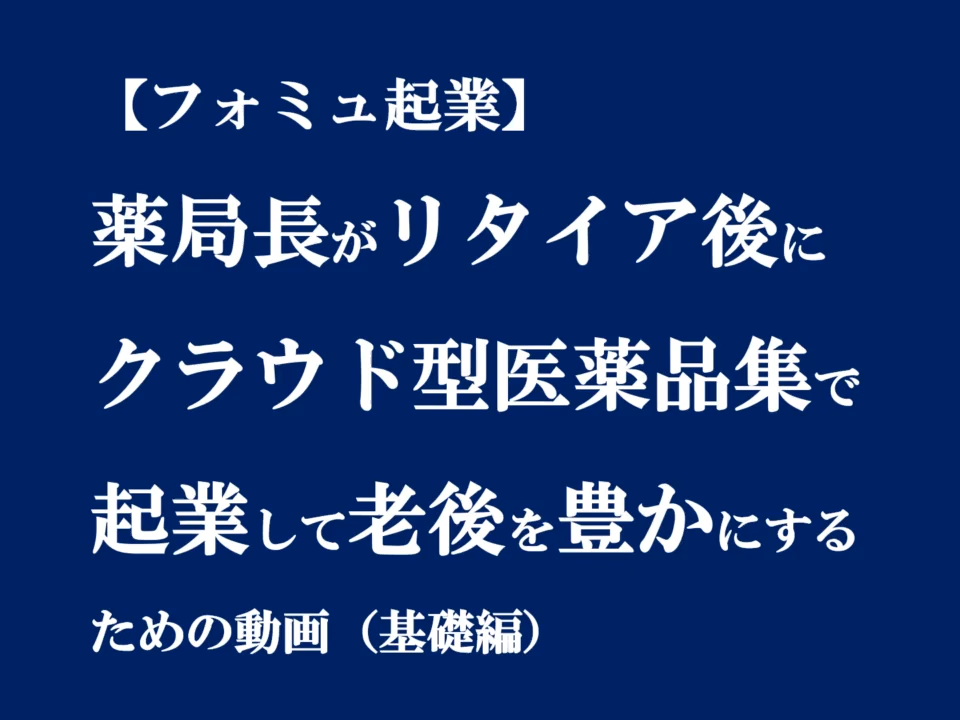 【フォミュ起業】
薬局長がリタイア後に
クラウド型医薬品集で
起業して老後を豊かにする
ための動画（基礎編）